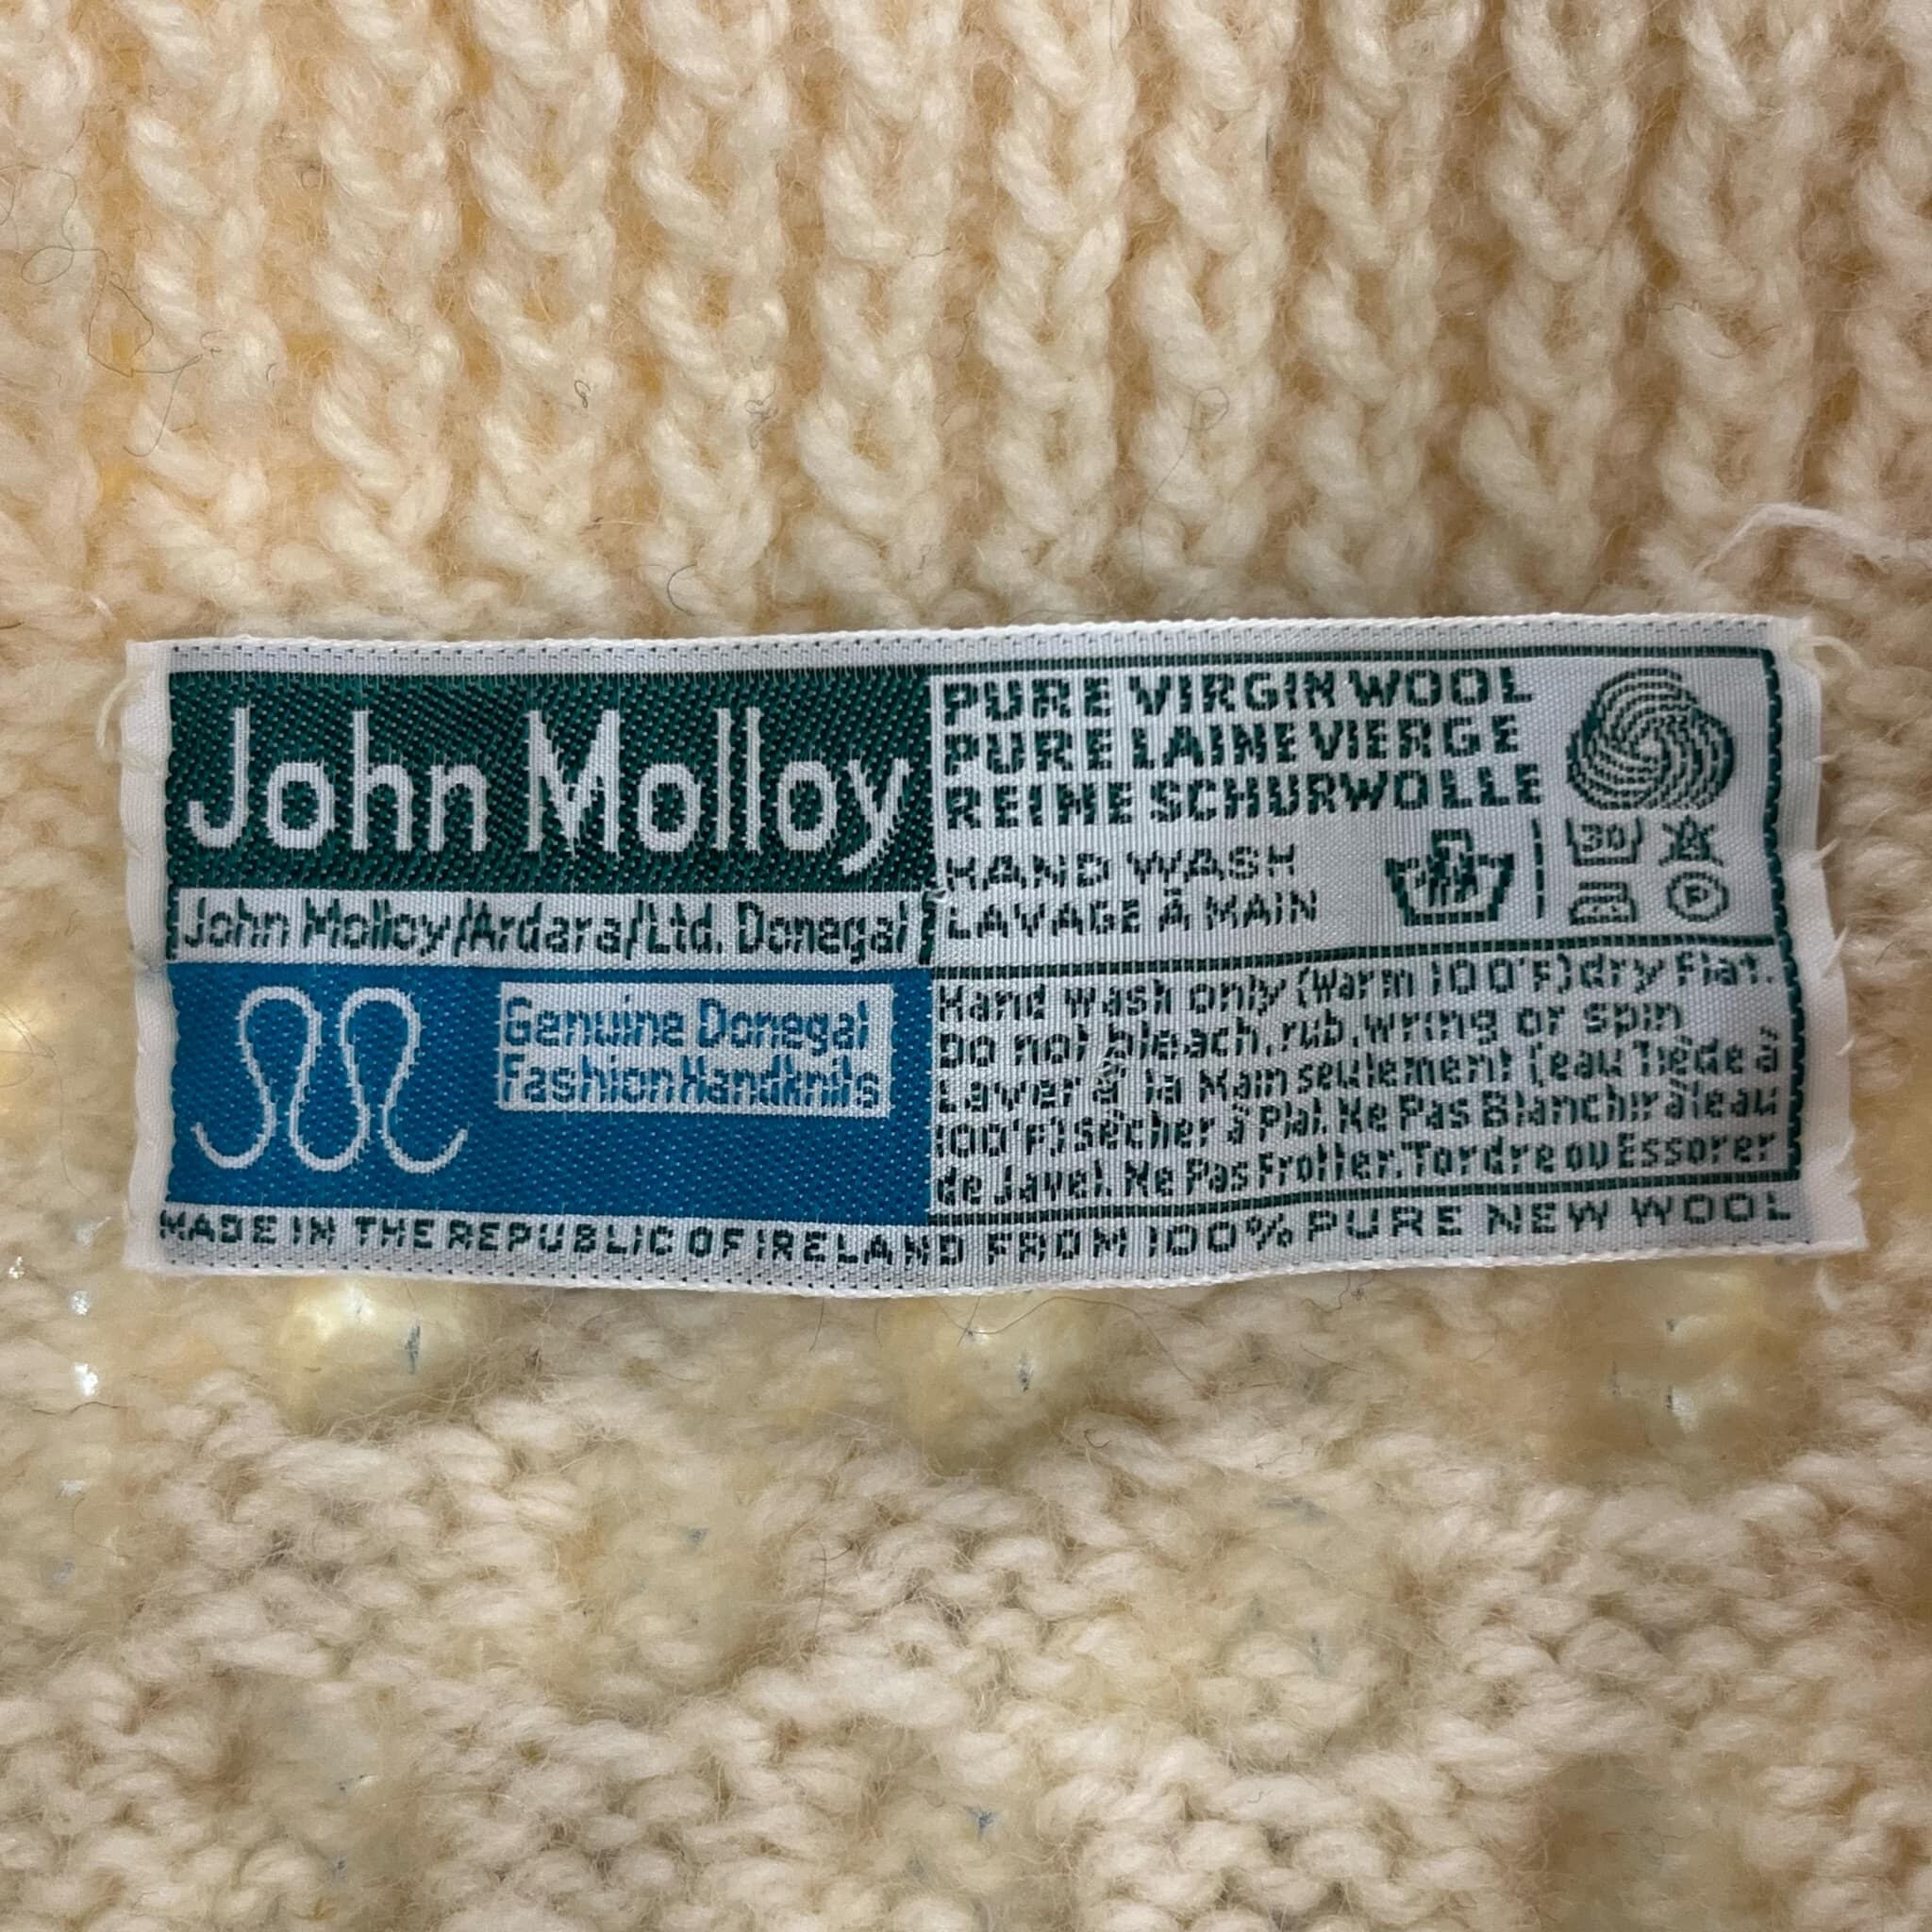 John Molloy
John Molloy/Ardara/Ltd. Donegal
Genuine Donegal
Fashion Handknits
PURE VIRGIN WOOL
PURE LAINE VIERGE
REINE SCHURWOLLE
HAND WASH
LAVAGE À MAIN
30
A
P
Hand wash only (Warm 100°F) dry Flat.
Do not bleach, rub, wring or spin
Laver à la Main seulement (eau Tiède à
100°F) Sècher à Plat. Ne Pas Blanchir àleau
de Javel. Ne Pas Frotter. Tordre ou Essorer
MADE IN THE REPUBLIC OF IRELAND FROM 100% PURE NEW WOOL